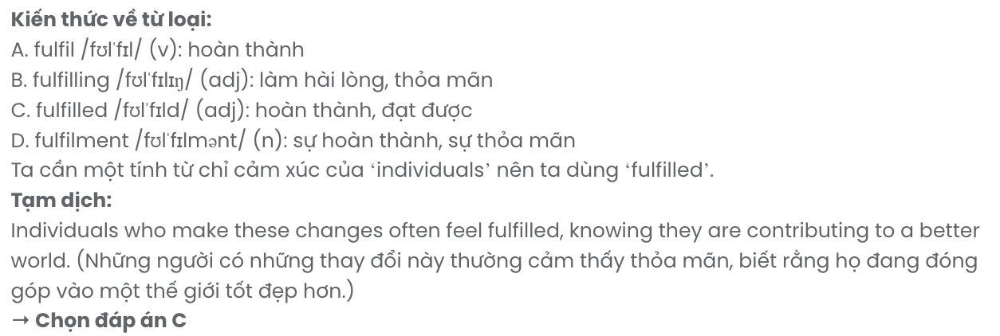 Kiến thức về từ loại:
A. fulfil /fʊlˈfɪl/ (v): hoàn thành
B. fulfilling /fʊlˈfɪlɪŋ/ (adj): làm hài lòng, thỏa mãn
C. fulfilled /fʊlˈfɪld/ (adj): hoàn thành, đạt được
D. fulfilment /fʊlˈfɪlmənt/ (n): sự hoàn thành, sự thỏa mãn
Ta cần một tính từ chỉ cảm xúc của ‘individuals’ nên ta dùng ‘fulfilled’.
Tạm dịch:
Individuals who make these changes often feel fulfilled, knowing they are contributing to a better
world. (Những người có những thay đổi này thường cảm thấy thỏa mãn, biết rằng họ đang đóng
góp vào một thế giới tốt đẹp hơn.)
→ Chọn đáp án C